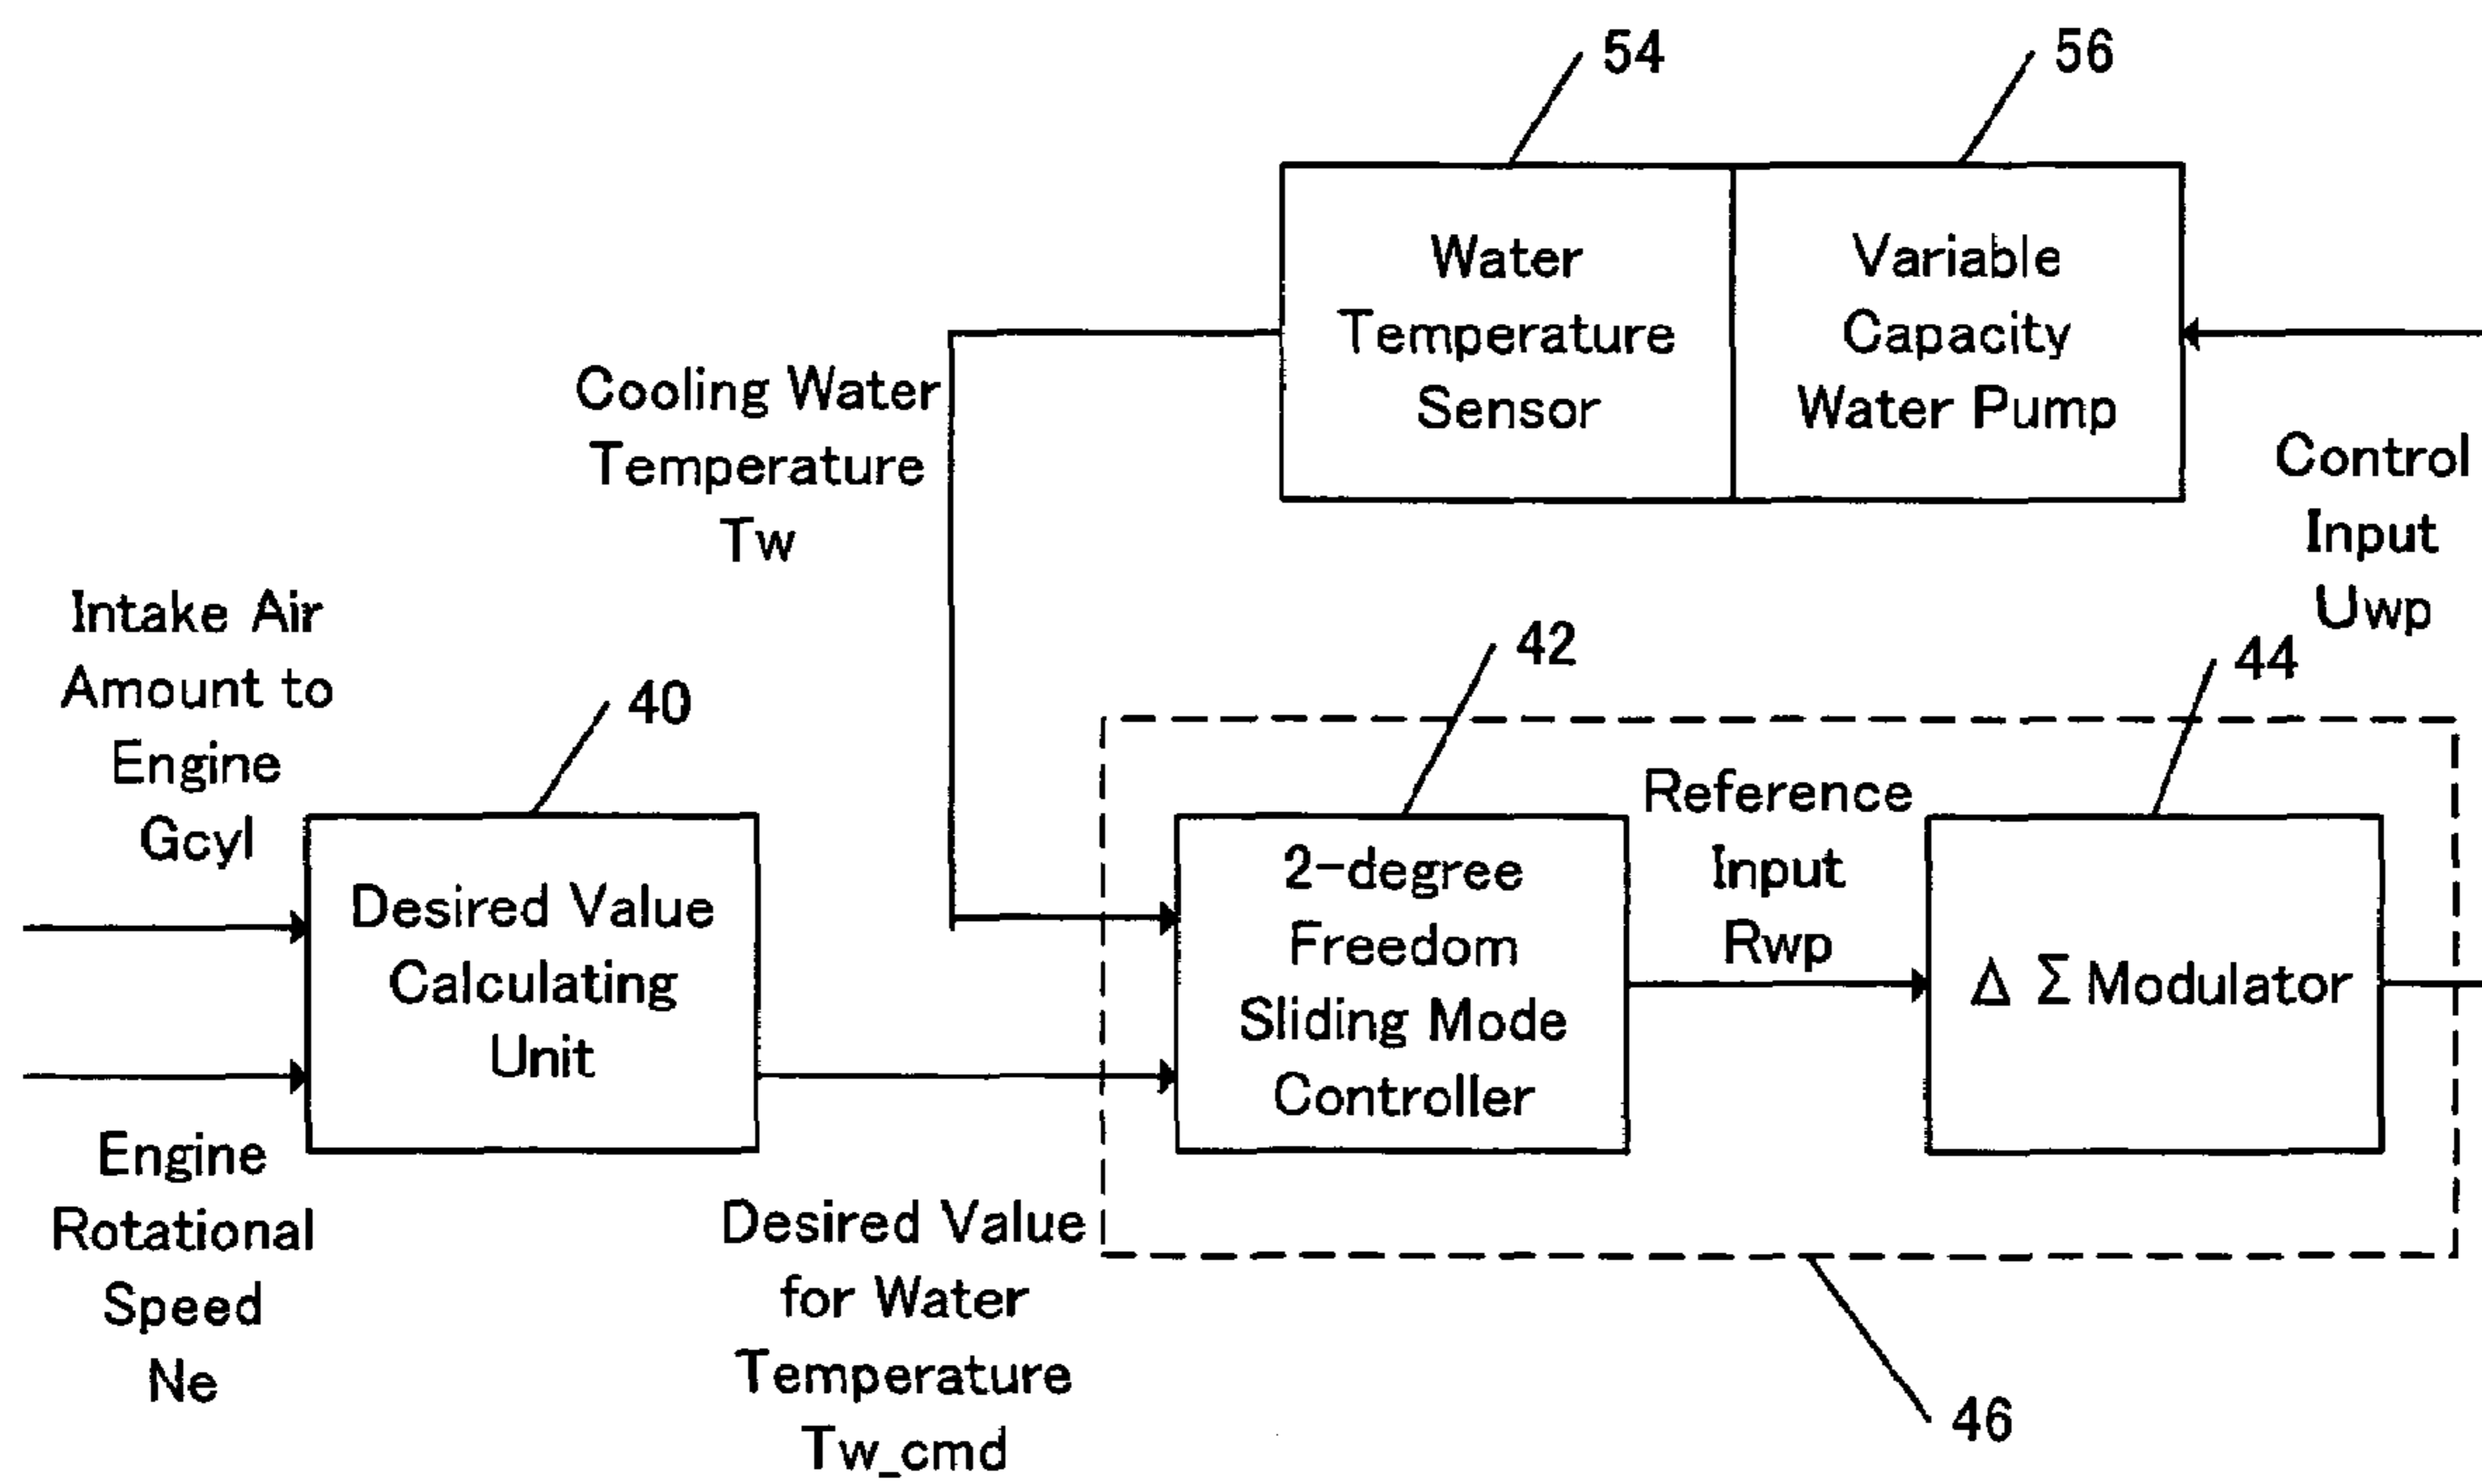 54
56
Water
Temperature
Sensor
Variable
Capacity
Water Pump
Cooling Water
Temperature
Tw
Control
Input
Uwp
Intake Air
Amount to
Engine
Gcyl
40
42
44
Desired Value
Calculating
Unit
2-degree
Freedom
Sliding Mode
Controller
Reference
Input
Rwp
Δ Σ Modulator
Engine
Rotational
Speed
Ne
Desired Value
for Water
Temperature
Tw_cmd
46